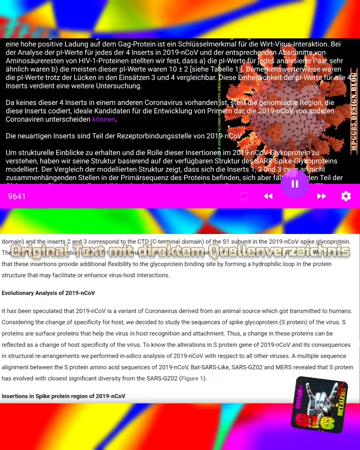 eine hohe positive Ladung auf dem Gag-Protein ist ein Schlüsselmerkmal für die Wirt-Virus-Interaktion. Bei
der Analyse der pI-Werte für jedes der 4 Inserts in 2019-nCoV und der entsprechenden Abschnitte von
Aminosäureresten von HIV-1-Proteinen stellten wir fest, dass a) die pI-Werte für jedes analysierte Paar sehr
ähnlich waren b) die meisten dieser pI-Werte waren 10 ± 2 [siehe Tabelle 1]. Bemerkenswerterweise waren
die pI-Werte trotz der Lücken in den Einsätzen 3 und 4 vergleichbar. Diese Einheitlichkeit der pI-Werte für alle 4
Inserts verdient eine weitere Untersuchung.
Da keines dieser 4 Inserts in einem anderen Coronavirus vorhanden ist, stellt die genomische Region, die
diese Inserts codiert, ideale Kandidaten für die Entwicklung von Primern dar, die 2019-nCoV von anderen
Coronaviren unterscheiden können.
Die neuartigen Inserts sind Teil der Rezeptorbindungsstelle von 2019-nCoV
Um strukturelle Einblicke zu erhalten und die Rolle dieser Insertionen im 2019-nCoV-Glykoprotein zu
verstehen, haben wir seine Struktur basierend auf der verfügbaren Struktur des SARS-Spike-Glykoproteins
modelliert. Der Vergleich der modellierten Struktur zeigt, dass sich die Inserts 1, 2 und 3 zwar an nicht
zusammenhängenden Stellen in der Primärsequenz des Proteins befinden, sich aber falten, um den Teil der
9641
domain) and the inserts 2 and 3 correspond to the CTD (C-terminal domain) of the S1 subunit in the 2019-nCoV spike glycoprotein.
Original Text mit direktem Quellenverzeichnis
that these insertions provide additional flexibility to the glycoprotein binding site by forming a hydrophilic loop in the protein
structure that may facilitate or enhance virus-host interactions.
Evolutionary Analysis of 2019-nCoV
It has been speculated that 2019-nCoV is a variant of Coronavirus derived from an animal source which got transmitted to humans.
Considering the change of specificity for host, we decided to study the sequences of spike glycoprotein (S protein) of the virus. S
proteins are surface proteins that help the virus in host recognition and attachment. Thus, a change in these proteins can be
reflected as a change of host specificity of the virus. To know the alterations in S protein gene of 2019-nCoV and its consequences
in structural re-arrangements we performed in-sillico analysis of 2019-nCoV with respect to all other viruses. A multiple sequence
alignment between the S protein amino acid sequences of 2019-nCoV, Bat-SARS-Like, SARS-GZ02 and MERS revealed that S protein
has evolved with closest significant diversity from the SARS-GZ02 (Figure 1).
Insertions in Spike protein region of 2019-nCoV